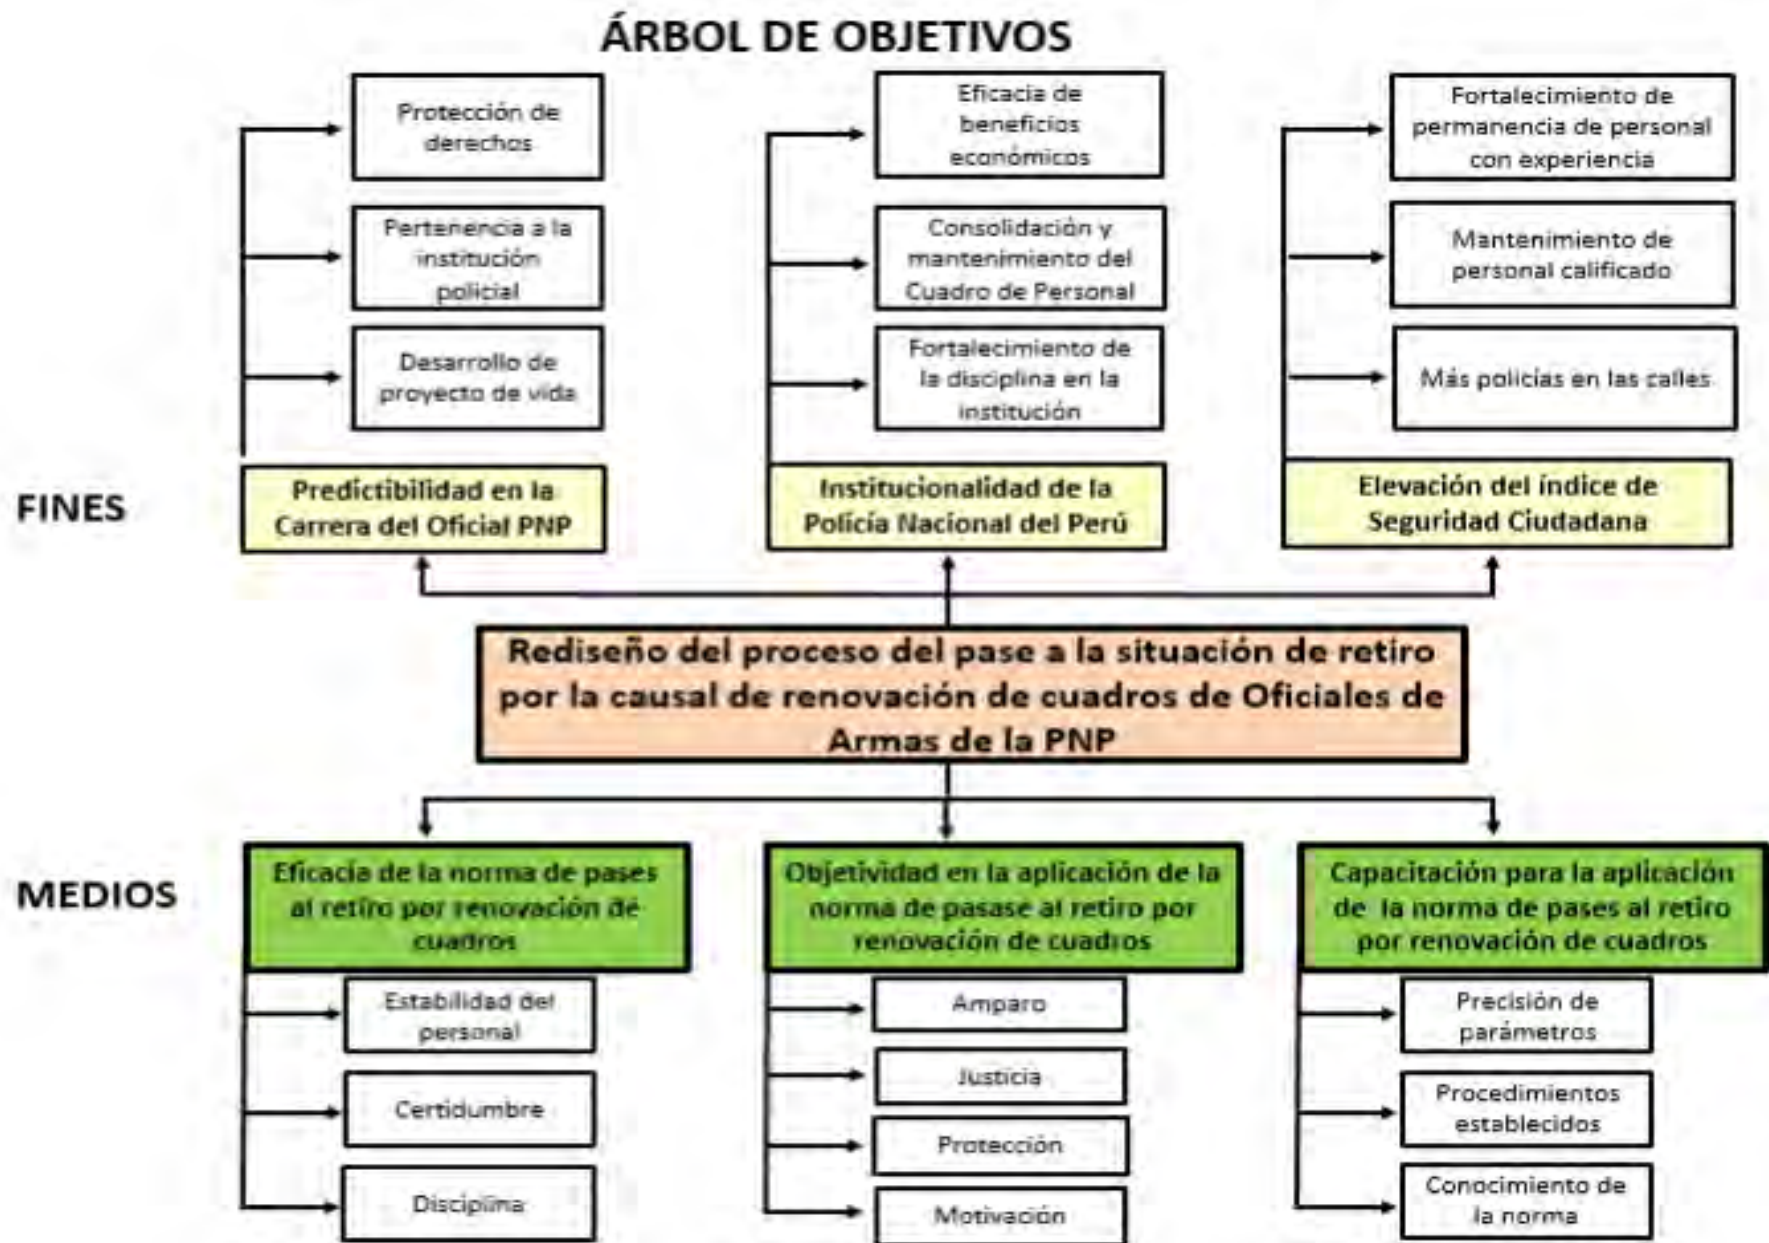 ÁRBOL DE OBJETIVOS
Protección de
derechos
Pertenencia a la
institución
policial
Desarrollo de
proyecto de vida
Eficacia de
beneficios
económicos
Consolidación y
mantenimiento del
Cuadro de Personal
Fortalecimiento de
la disciplina en la
institución
Fortalecimiento de
permanencia de personal
con experiencia
Mantenimiento de
personal calificado
Más policías en las calles
FINES
Predictibilidad en la
Carrera del Oficial PNP
Institucionalidad de la
Policía Nacional del Perú
Elevación del índice de
Seguridad Ciudadana
Rediseño del proceso del pase a la situación de retiro
por la causal de renovación de cuadros de Oficiales de
Armas de la PNP
MEDIOS
Eficacia de la norma de pases
al retiro por renovación de
cuadros
Estabilidad del
personal
Certidumbre
Disciplina
Objetividad en la aplicación de la
norma de pasase al retiro por
renovación de cuadros
Amparo
Justicia
Protección
Motivación
Capacitación para la aplicación
de la norma de pases al retiro
por renovación de cuadros
Precisión de
parámetros
Procedimientos
establecidos
Conocimiento de
la norma